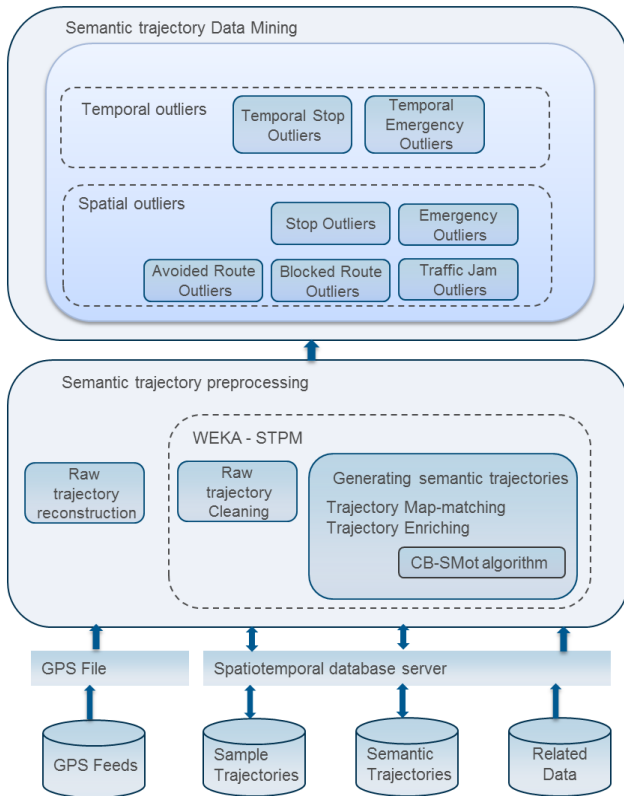 Semantic trajectory Data Mining
Temporal outliers
Temporal Stop
Outliers
Temporal
Emergency
Outliers
Spatial outliers
Stop Outliers
Emergency
Outliers
Avoided Route
Outliers
Blocked Route
Outliers
Traffic Jam
Outliers
Semantic trajectory preprocessing
WEKA - STPM
Raw
trajectory
reconstruction
Raw
trajectory
Cleaning
Generating semantic trajectories
Trajectory Map-matching
Trajectory Enriching
CB-SMot algorithm
GPS File
Spatiotemporal database server
GPS Feeds
Sample
Trajectories
Semantic
Trajectories
Related
Data